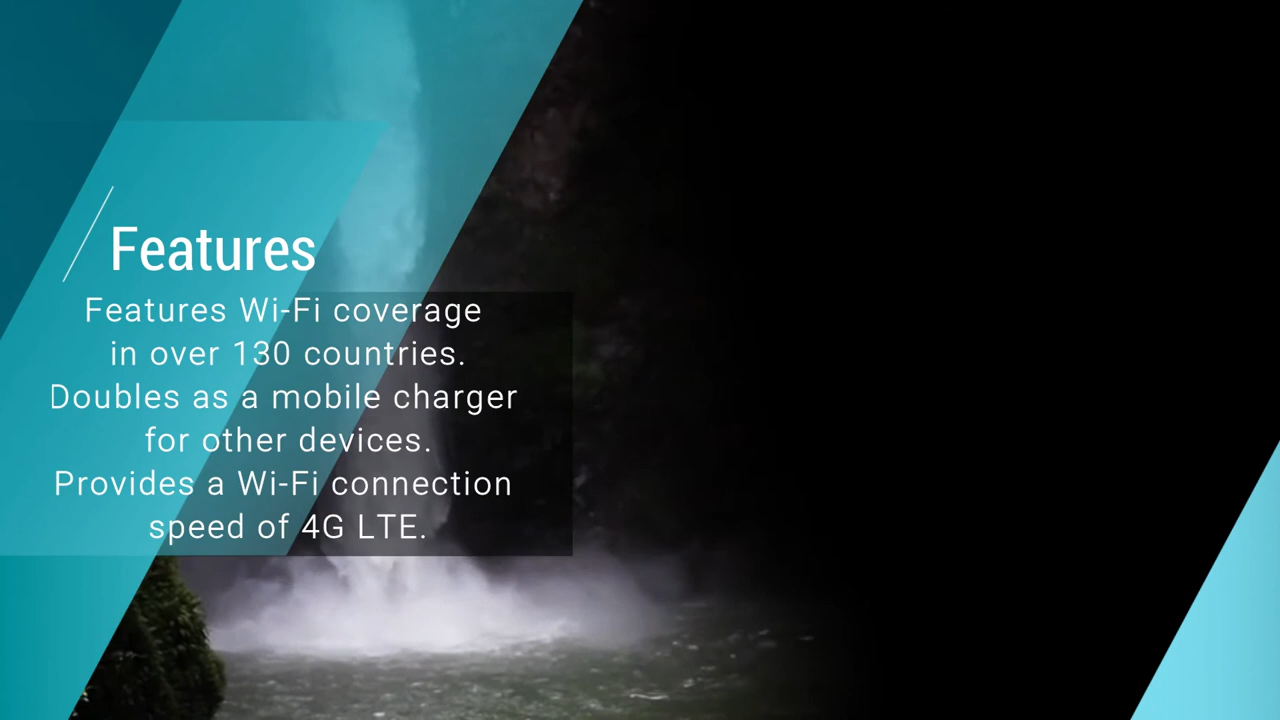 Features
Features Wi-Fi coverage
in over 130 countries.
Doubles as a mobile charger
for other devices.
Provides a Wi-Fi connection
speed of 4G LTE.